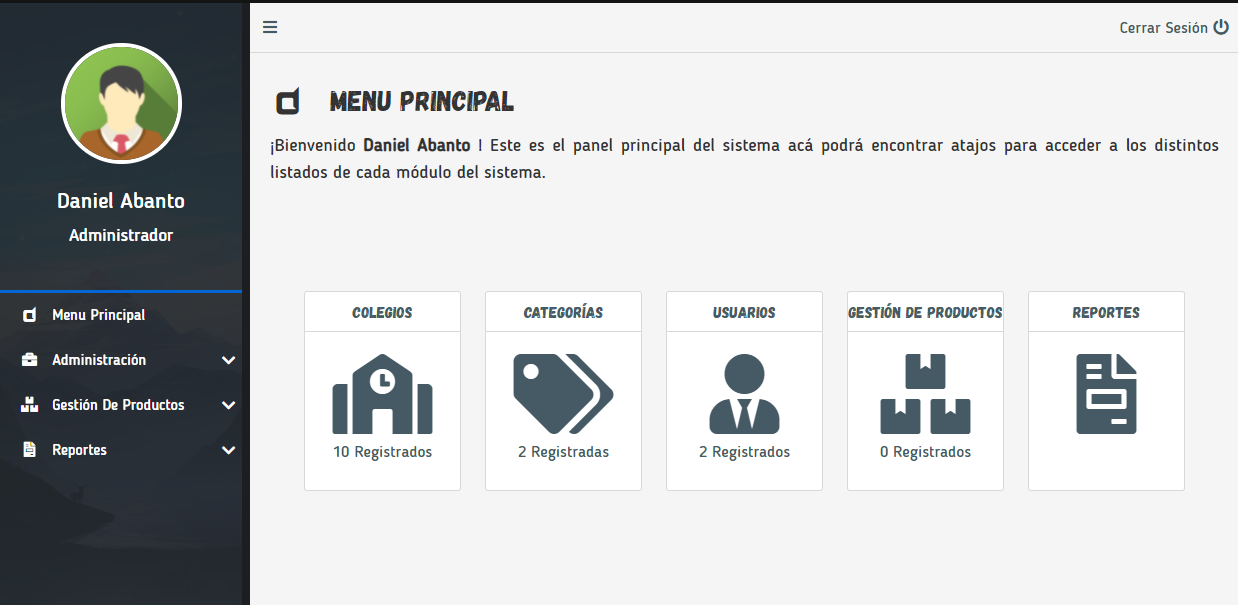 Cerrar Sesión
Daniel Abanto
Administrador
Menu Principal
Administración
Gestión De Productos
Reportes
MENU PRINCIPAL
¡Bienvenido Daniel Abanto ! Este es el panel principal del sistema acá podrá encontrar atajos para acceder a los distintos
listados de cada módulo del sistema.
COLEGIOS
10 Registrados
CATEGORÍAS
2 Registradas
USUARIOS
2 Registrados
GESTIÓN DE PRODUCTOS
0 Registrados
REPORTES